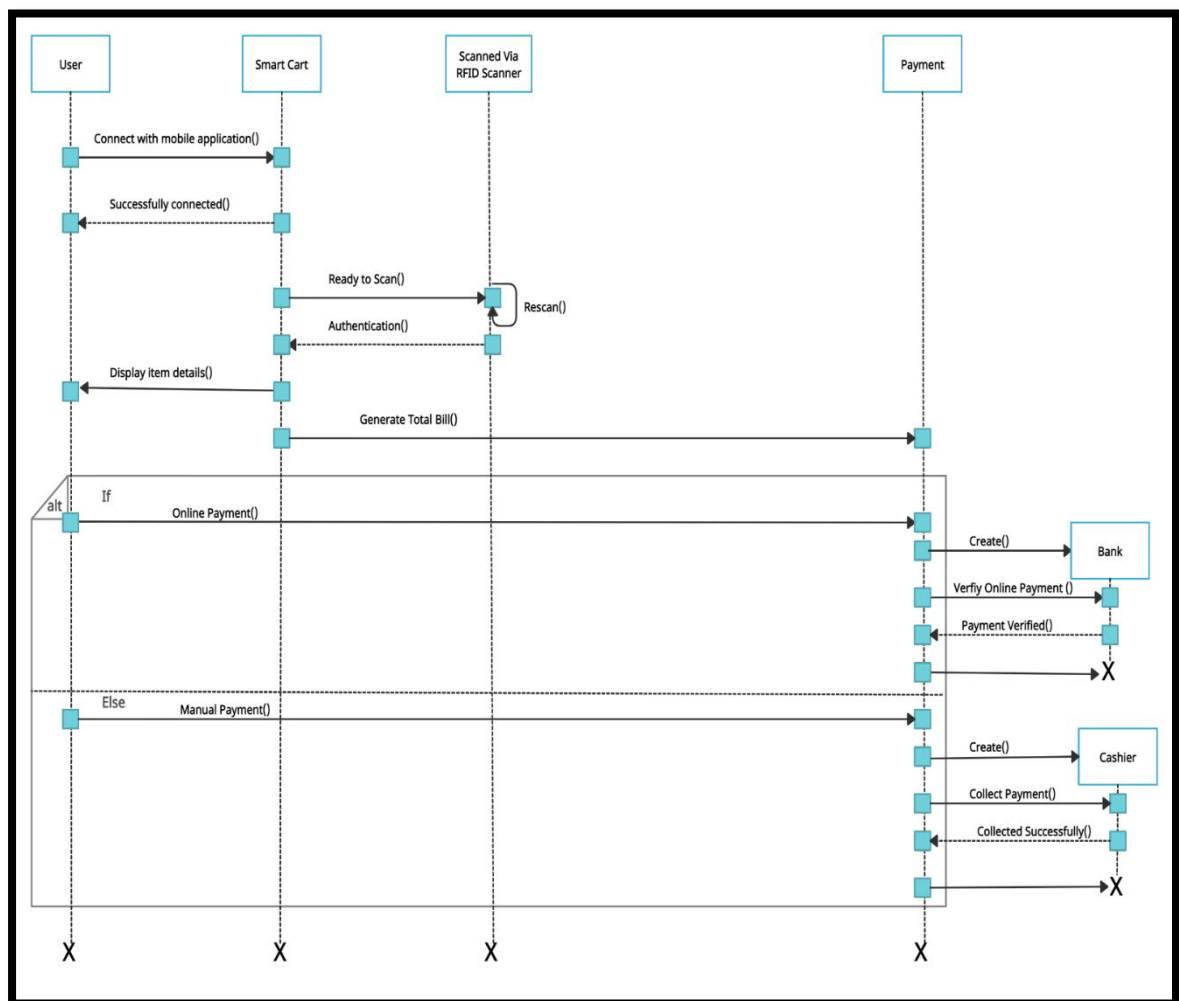 User
Smart Cart
Scanned Via
RFID Scanner
Payment
Connect with mobile application()
Successfully connected()
Ready to Scan()
Rescan()
Authentication()
Display item details()
Generate Total Bill()
alt
If
Online Payment()
Create()
Bank
Verfiy Online Payment ()
Payment Verified()
X
Else
Manual Payment()
Create()
Cashier
Collect Payment()
Collected Successfully()
X
X
X
X
X